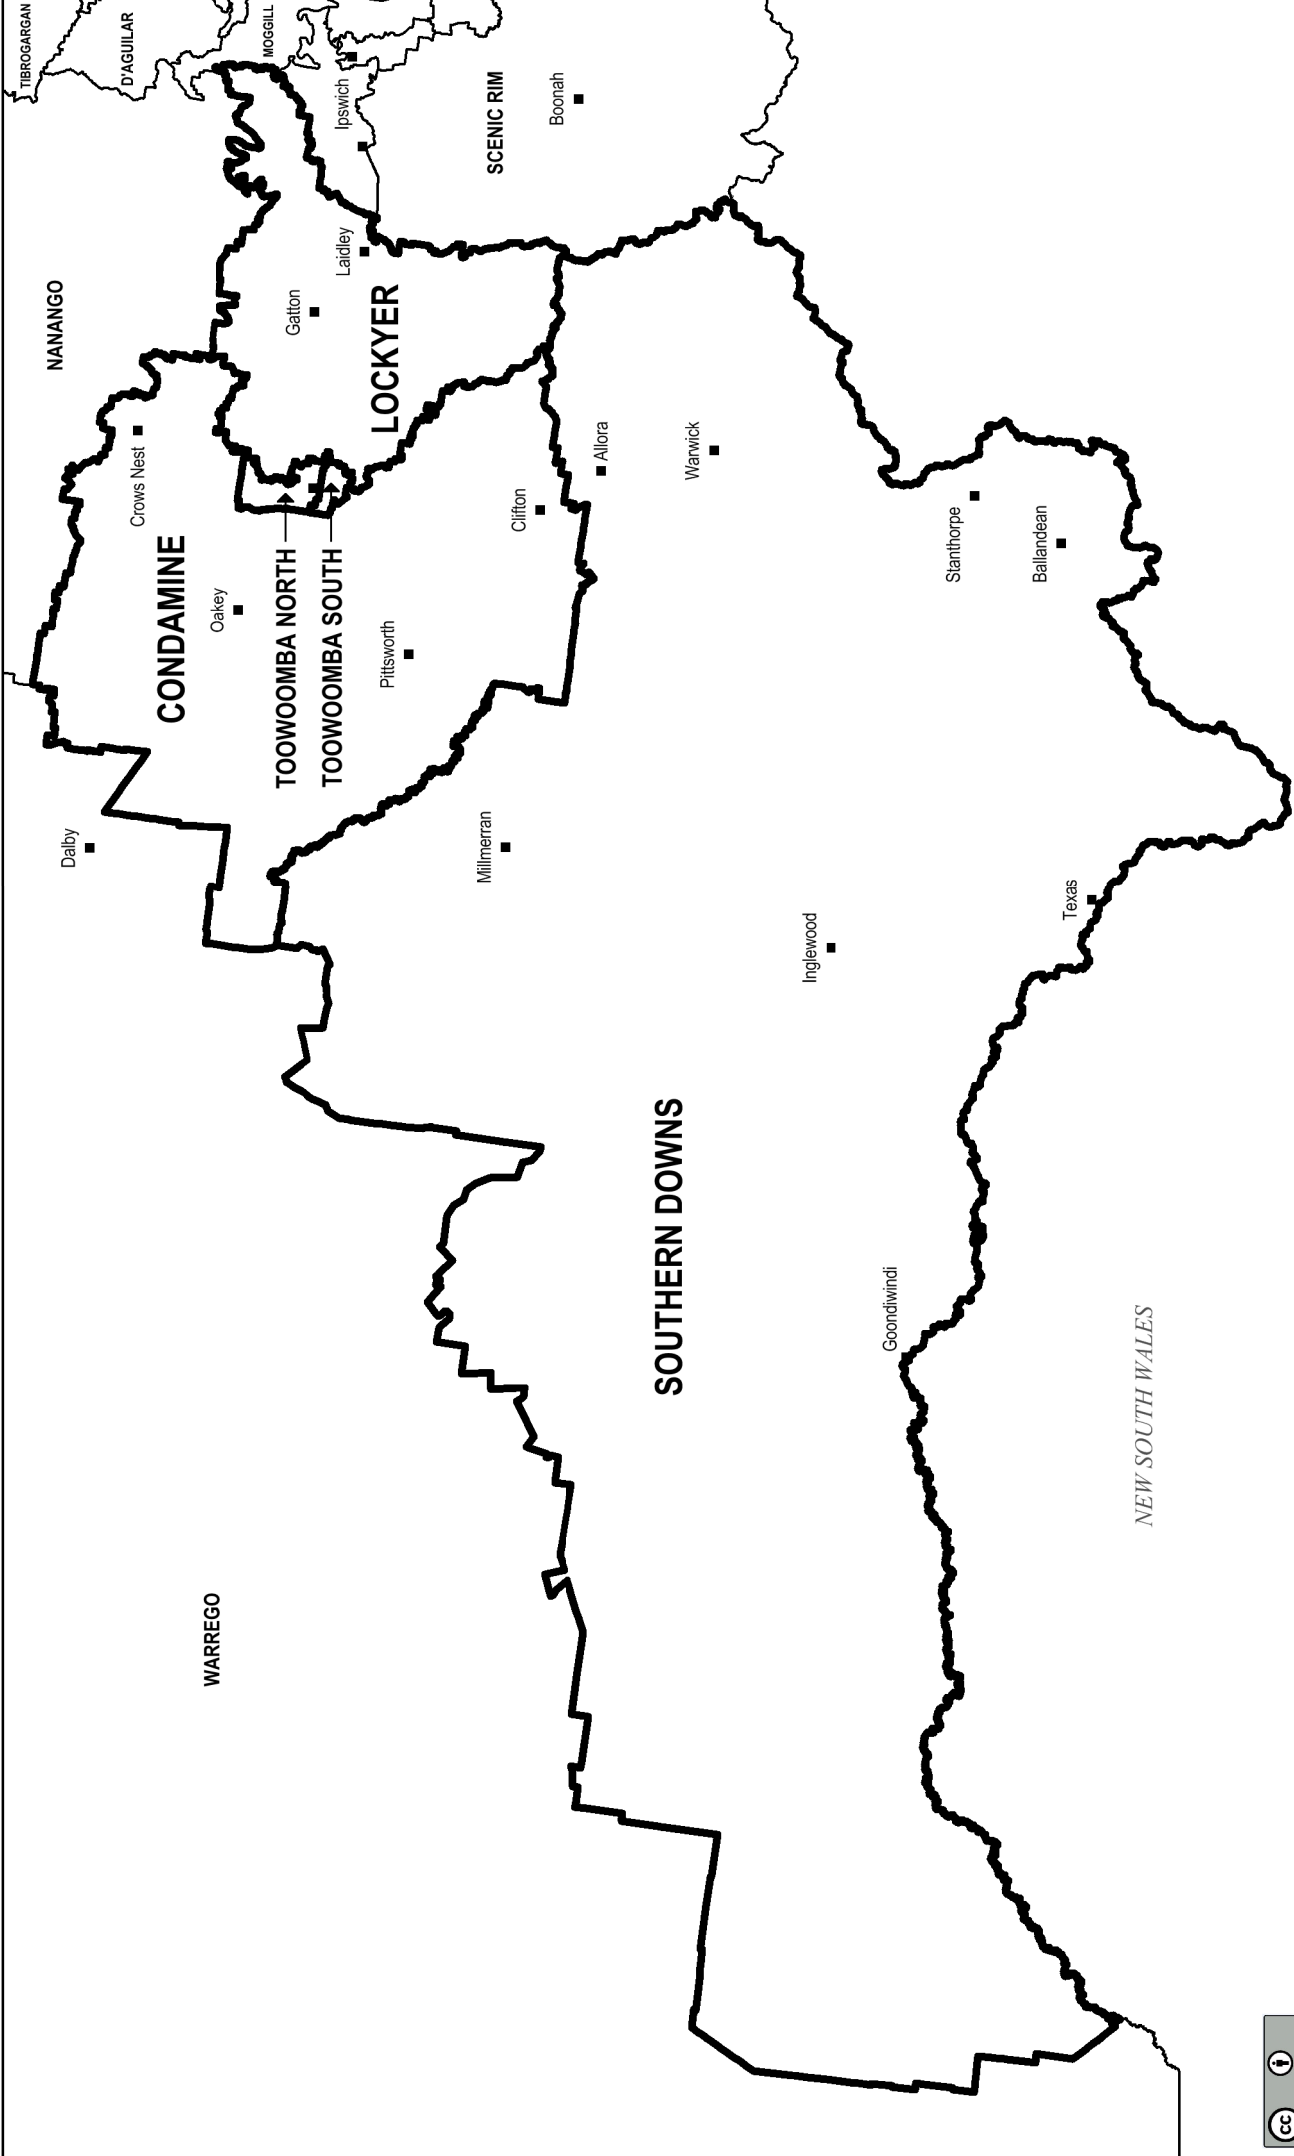 TIBROGARGAN
D'AGUILAR
MOGGILL
Ipswich
SCENIC RIM
Boonah
NANANGO
Laidley
Gatton
LOCKYER
Crows Nest
CONDAMINE
Oakey
TOOWOOMBA NORTH
TOOWOOMBA SOUTH
Pittsworth
Clifton
Allora
Warwick
Stanthorpe
Ballandean
Dalby
Millmerran
Inglewood
Texas
SOUTHERN DOWNS
Goondiwindi
NEW SOUTH WALES
WARREGO
cc